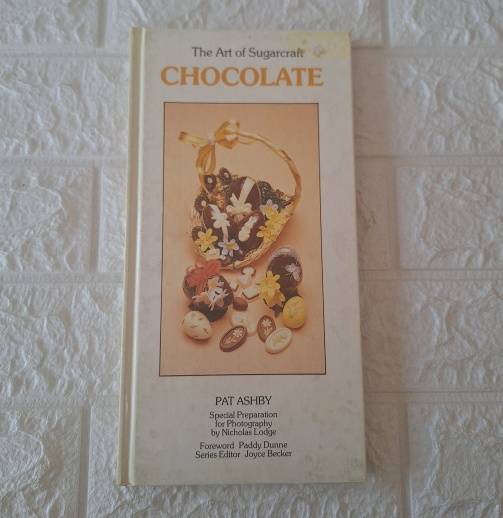 The Art of Sugarcraft
CHOCOLATE
PAT ASHBY
Special Preparation
for Photography
by Nicholas Lodge
Foreword Paddy Dunne
Series Editor Joyce Becker